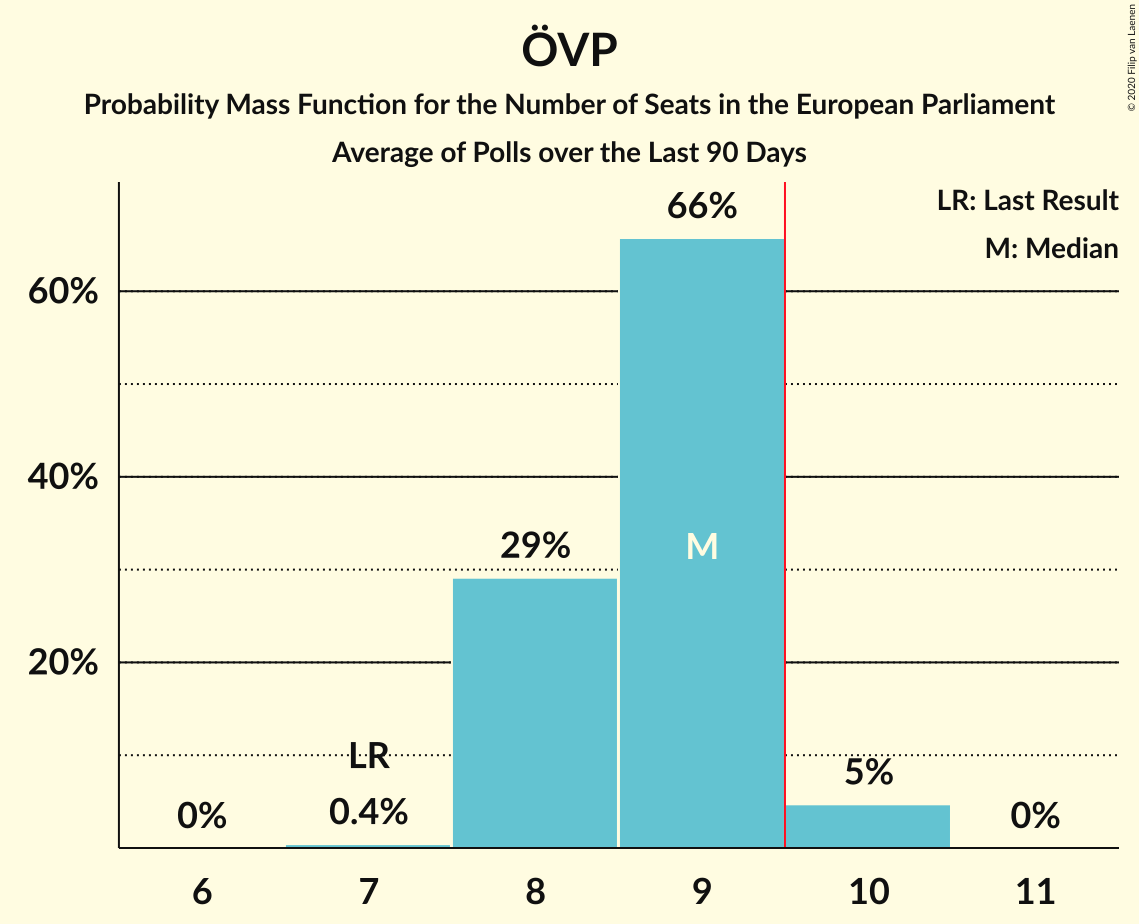 ÖVP
Probability Mass Function for the Number of Seats in the European Parliament
Average of Polls over the Last 90 Days
© 2020 Filip van Laenen
LR: Last Result
M: Median
66%
60%
40%
29%
M
20%
LR
5%
0%
0.4%
0%
6 7 8 9 10 11